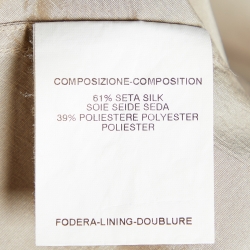 COMPOSIZIONE-COMPOSITION
61% SETA SILK
SOIE SEIDE SEDA
39% POLIESTERE POLYESTER
POLIESTER
FODERA-LINING-DOUBLURE